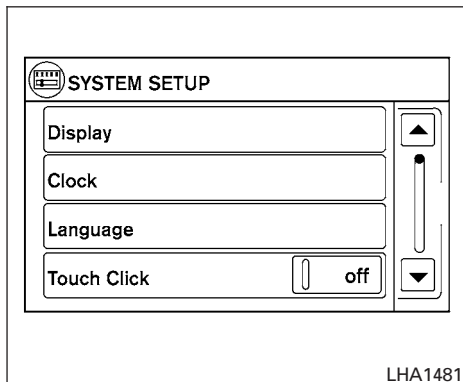 SYSTEM SETUP
Display
Clock
Language
Touch Click off
LHA1481